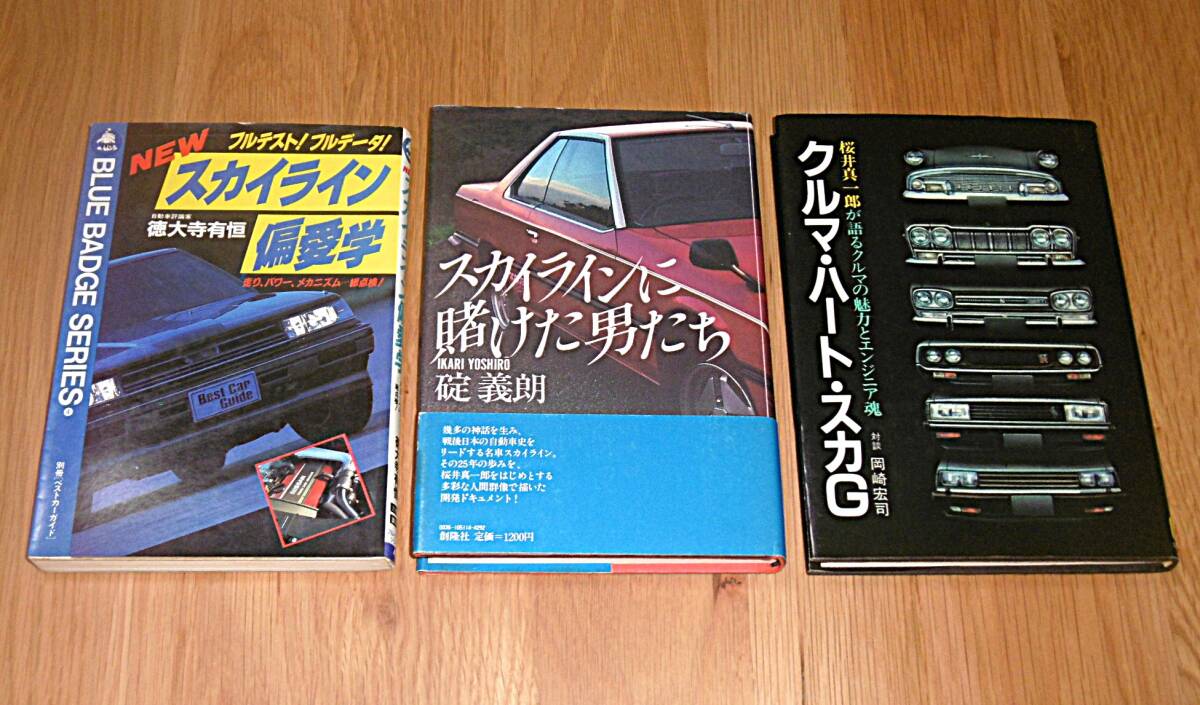 BLUE BADGE SERIES.
別冊[ベストカーガイド]
NEW
フルテスト!フルデータ!
スカイライン
自動車評論家
徳大寺有恒
偏愛学
走り、パワー、メカニズム一挙点検!
Best Car
Guide
NISSAN
スカイラインに
賭けた男たち
IKARI YOSHIRO
碇 義朗
幾多の神話を生み、
戦後日本の自動車史を
リードする名車スカイライン。
その25年の歩みを、
桜井真一郎をはじめとする
多彩な人間群像で描いた
開発ドキュメント!
0036-105114-4292
創隆社 定価=1200円
桜井真一郎が語るクルマの魅力とエンジニア魂
クルマ・ハート・スカG
対談 岡崎宏司